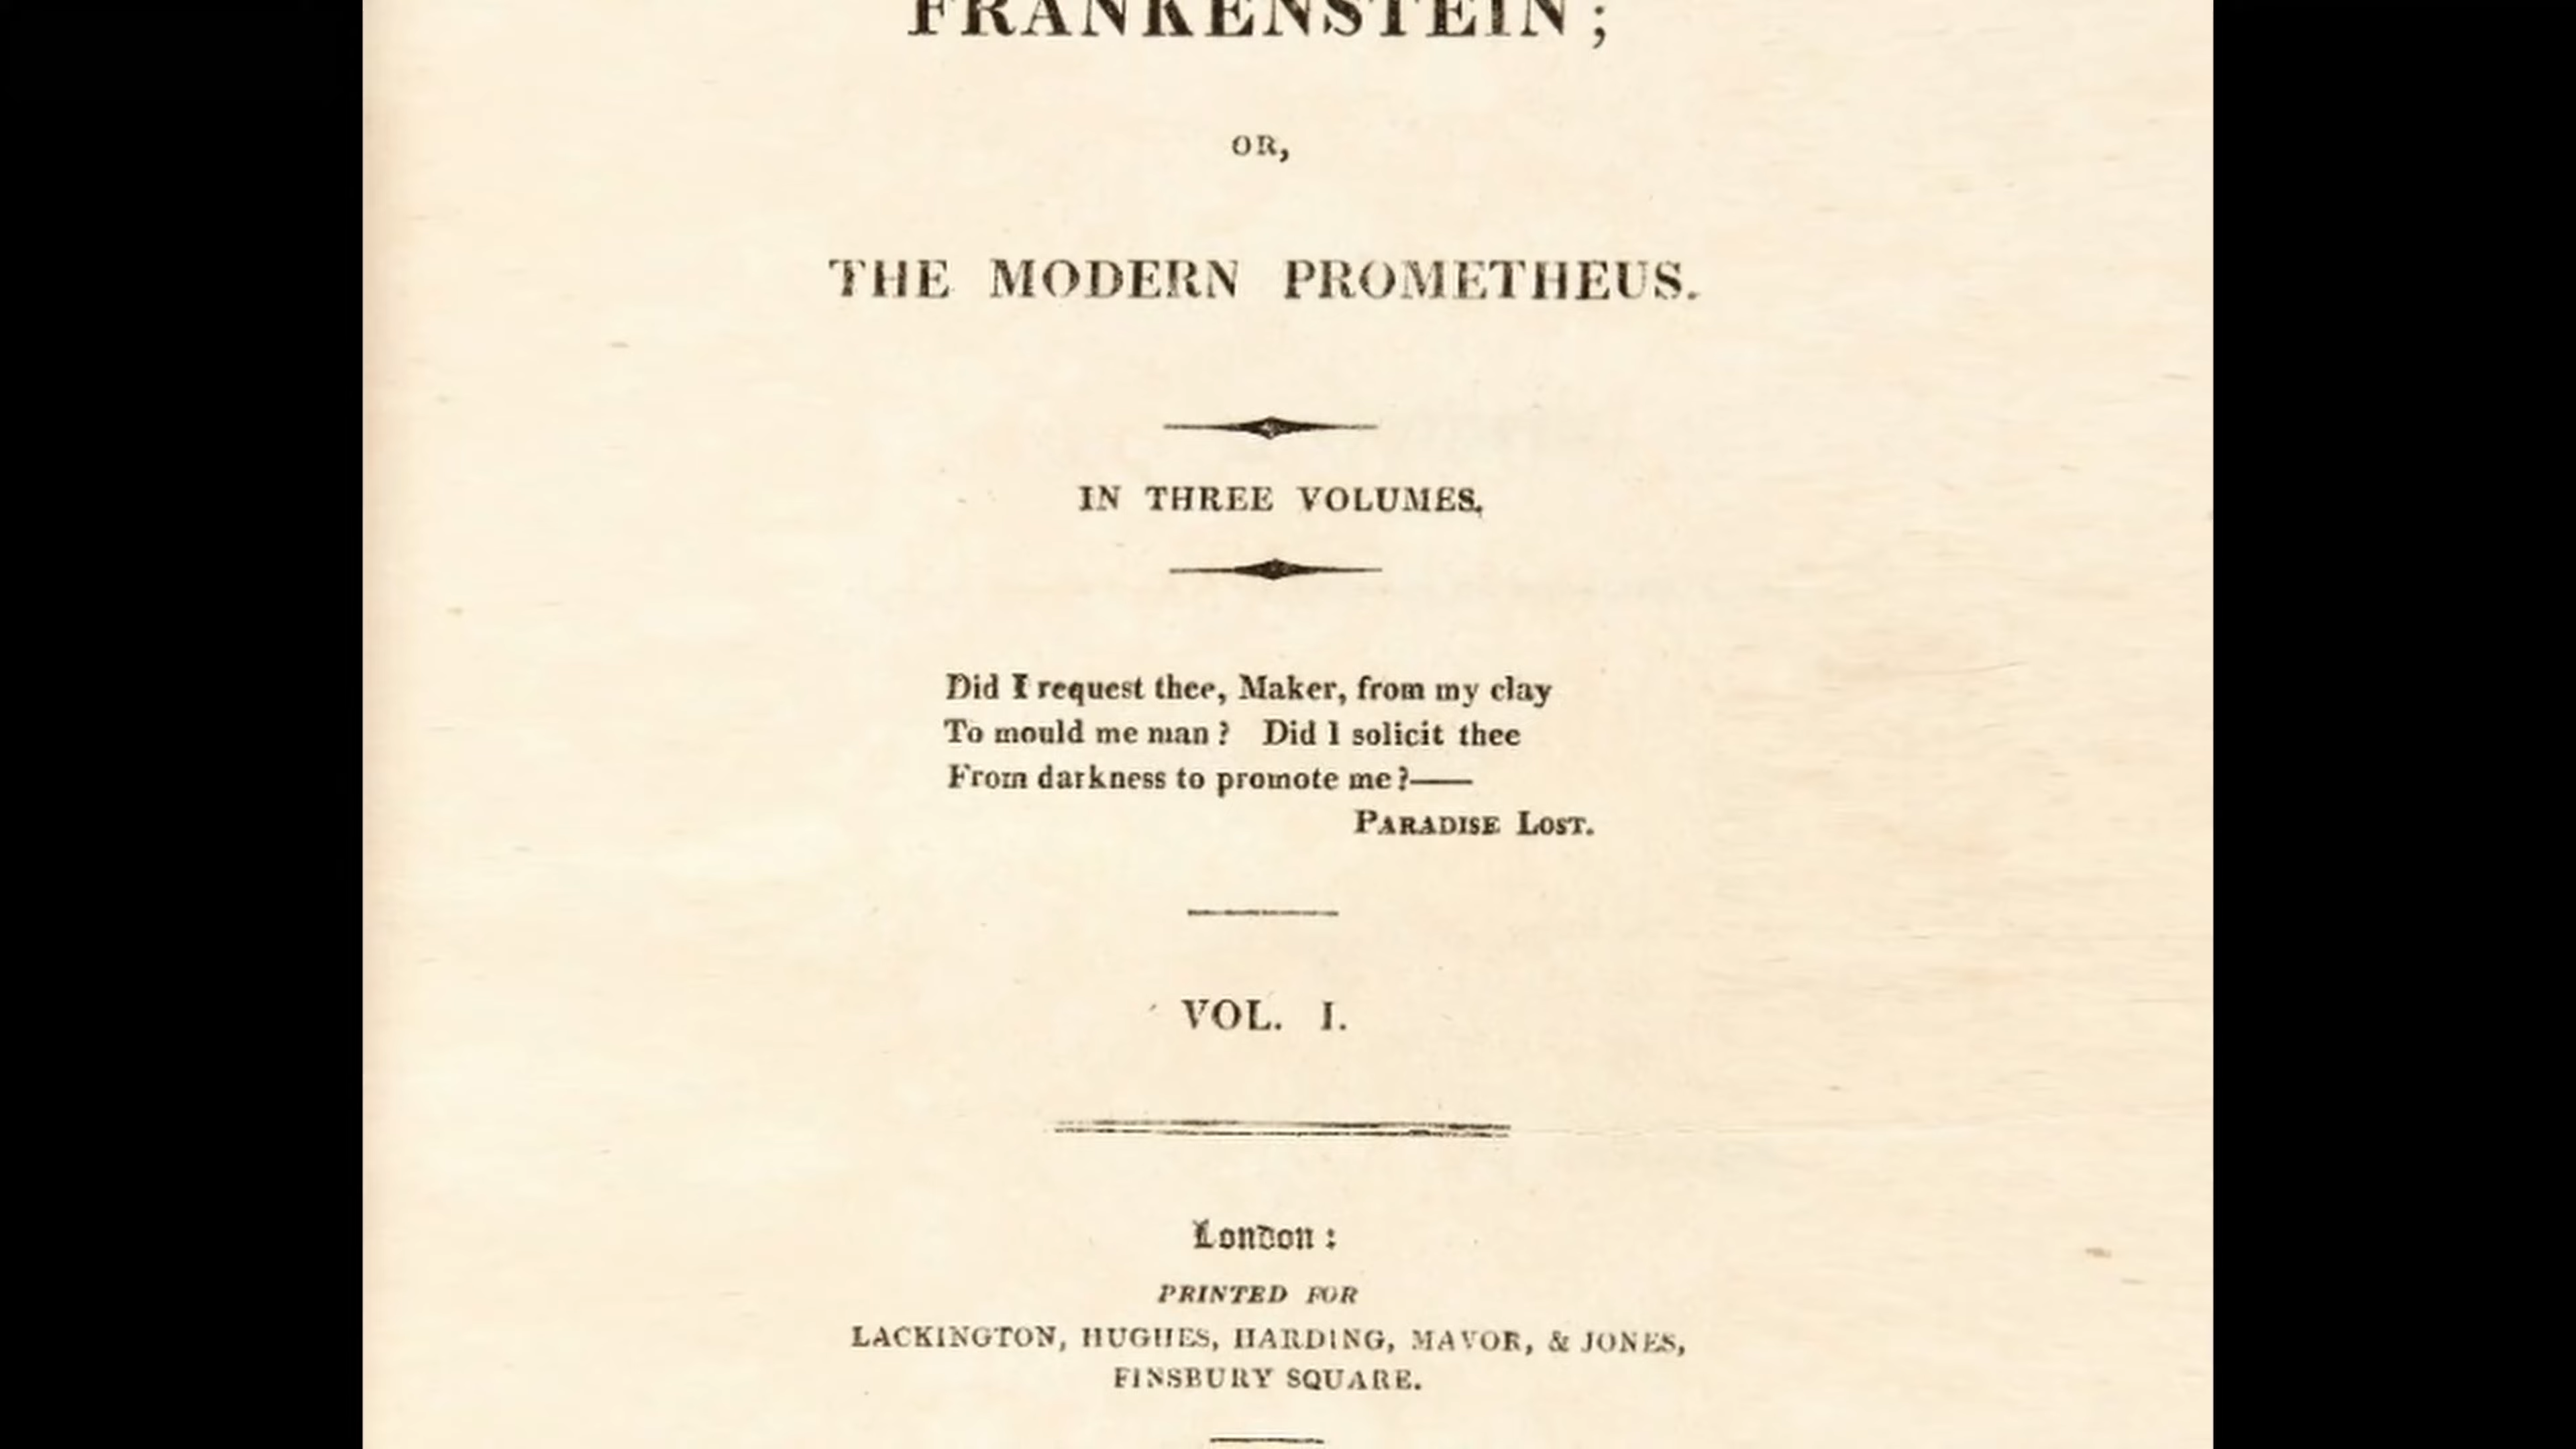 FRANKENSTEIN;
OR,
THE MODERN PROMETHEUS.
IN THREE VOLUMES.
Did I request thee, Maker, from my clay
To mould me man? Did I solicit thee
From darkness to promote me?——
PARADISE LOST.
VOL. I.
London:
PRINTED FOR
LACKINGTON, HUGHES, HARDING, MAVOR, & JONES,
FINSBURY SQUARE.